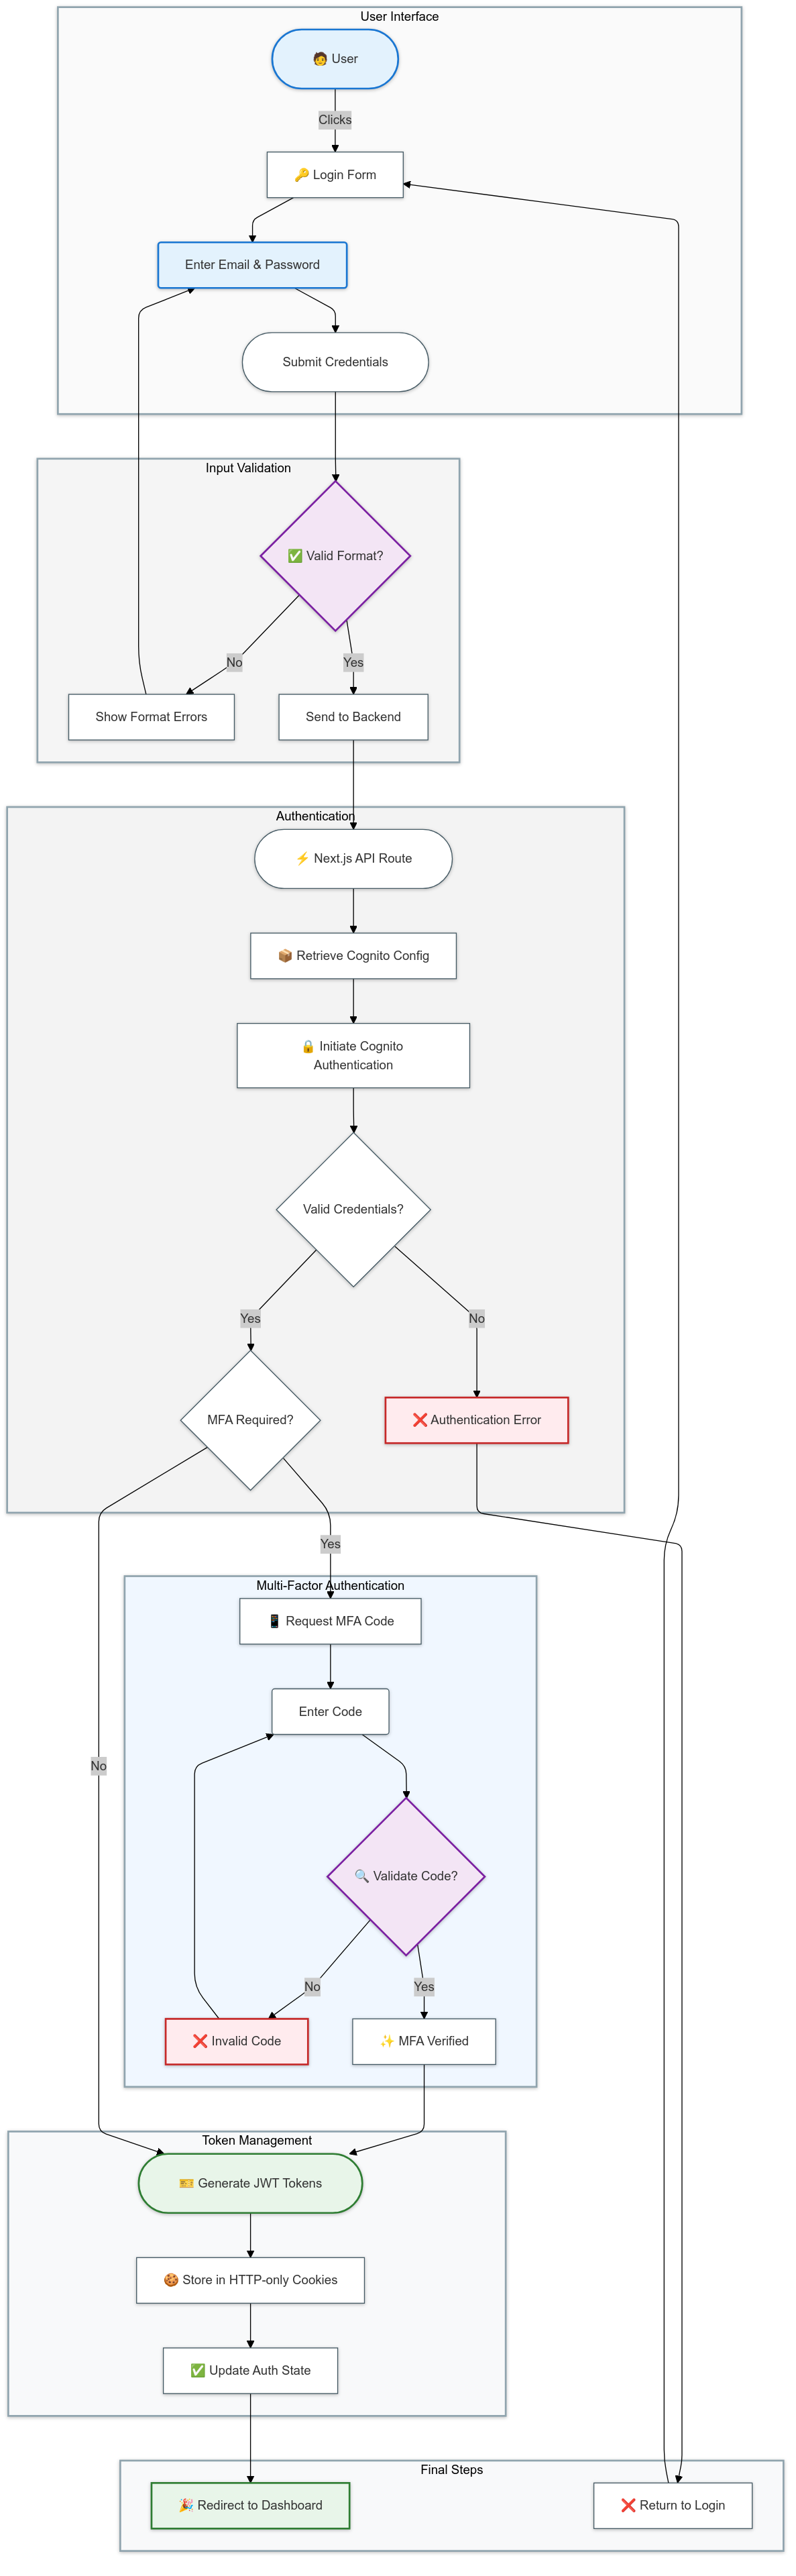 User Interface
🧑 User
Clicks
🔑 Login Form
Enter Email & Password
Submit Credentials
Input Validation
✅ Valid Format?
No
Yes
Show Format Errors
Send to Backend
Authentication
⚡ Next.js API Route
📦 Retrieve Cognito Config
🔒 Initiate Cognito
Authentication
Valid Credentials?
Yes
No
MFA Required?
❌ Authentication Error
Yes
Multi-Factor Authentication
📱 Request MFA Code
Enter Code
No
🔍 Validate Code?
No
Yes
❌ Invalid Code
✨ MFA Verified
Token Management
🎫 Generate JWT Tokens
🍪 Store in HTTP-only Cookies
✅ Update Auth State
Final Steps
🎉 Redirect to Dashboard
❌ Return to Login